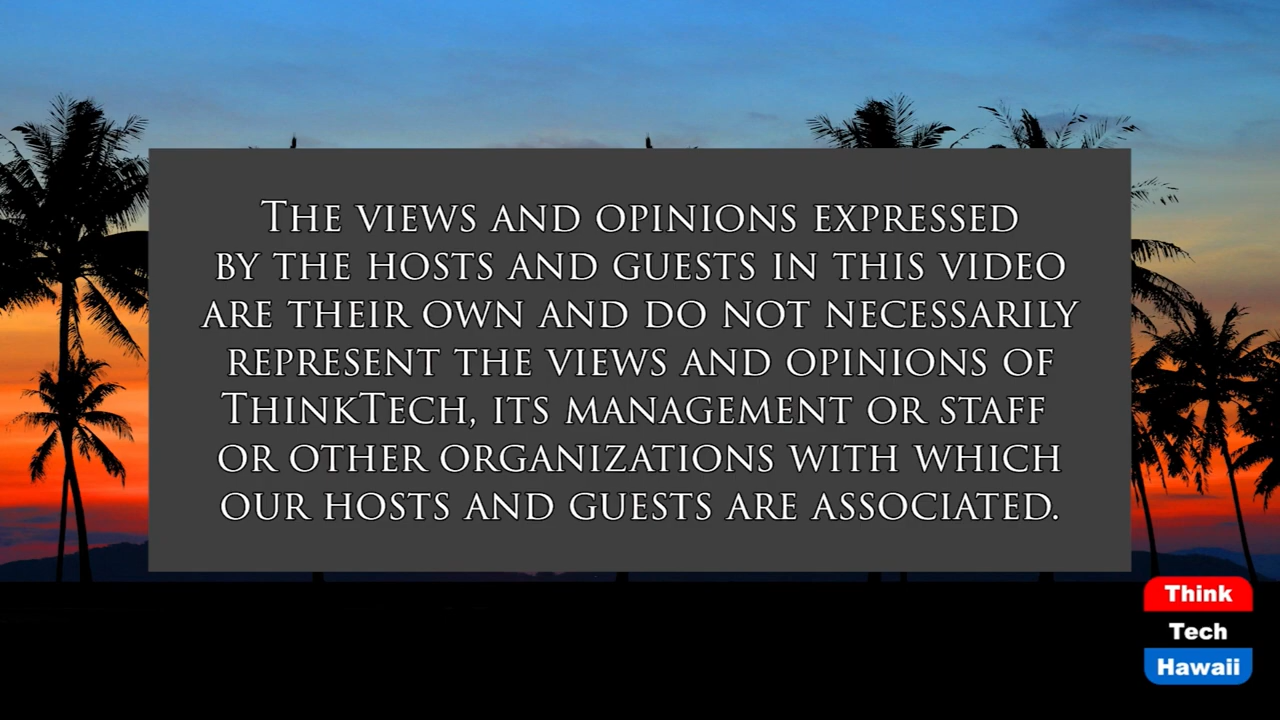 The views and opinions expressed
by the hosts and guests in this video
are their own and do not necessarily
represent the views and opinions of
ThinkTech, its management or staff
or other organizations with which
our hosts and guests are associated.
Think
Tech
Hawaii